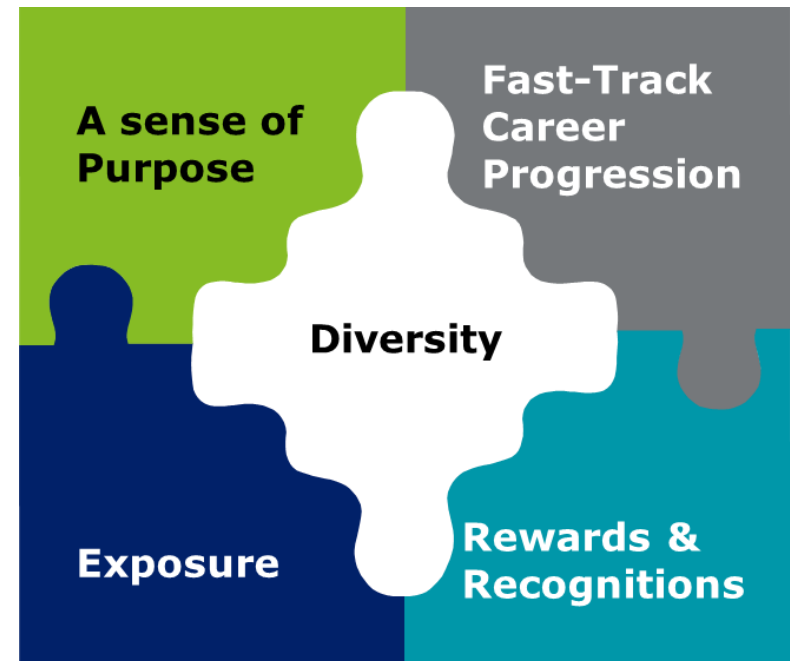 A sense of
Purpose
Fast-Track
Career
Progression
Diversity
Exposure
Rewards &
Recognitions